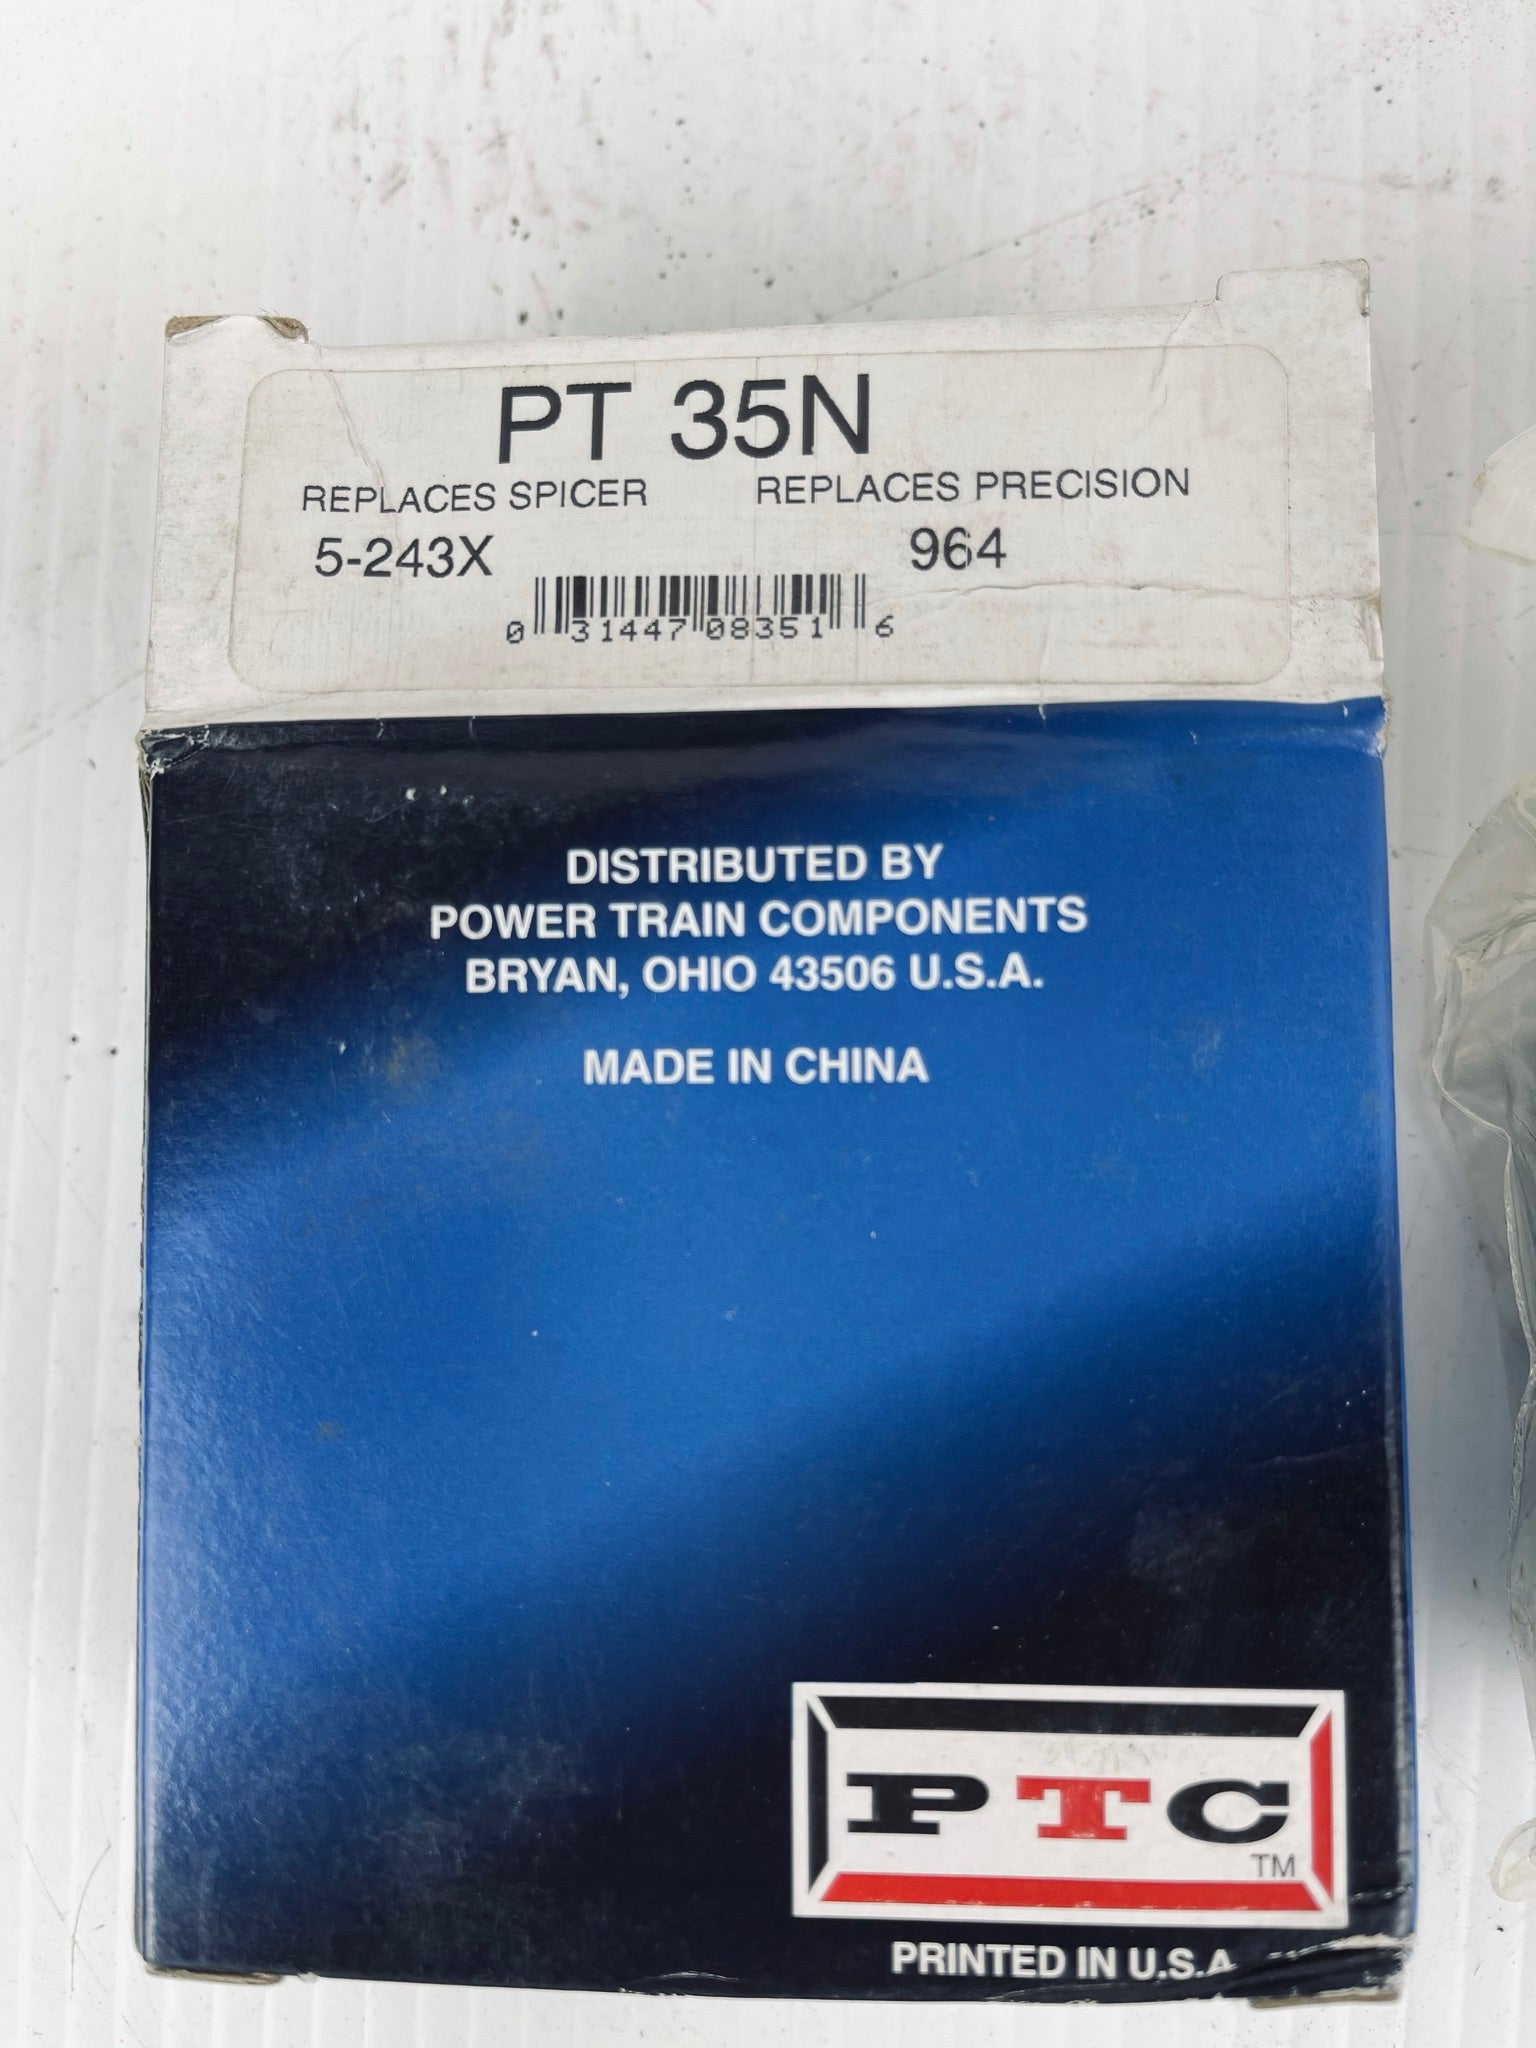 PT 35N
REPLACES SPICER REPLACES PRECISION
5-243X 964
0 31447 08351 6
DISTRIBUTED BY
POWER TRAIN COMPONENTS
BRYAN, OHIO 43506 U.S.A.
MADE IN CHINA
PTC
TM
PRINTED IN U.S.A